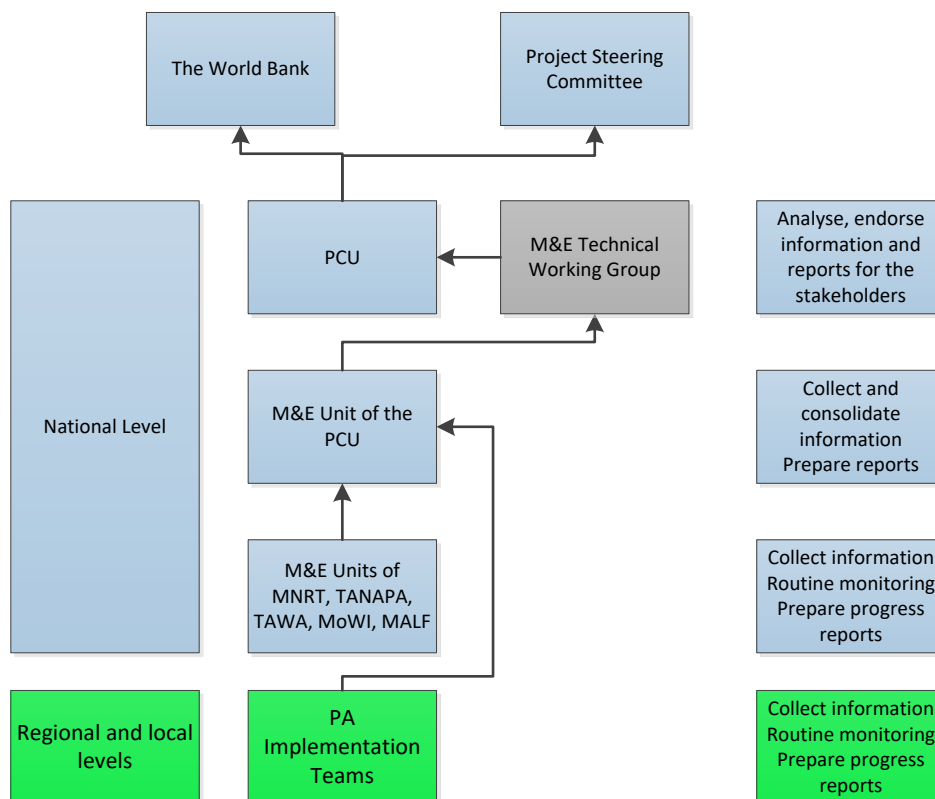 The World Bank
Project Steering
Committee
PCU
M&E Technical
Working Group
Analyse, endorse
information and
reports for the
stakeholders
National Level
M&E Unit of the
PCU
Collect and
consolidate
information
Prepare reports
M&E Units of
MNRT, TANAPA,
TAWA, MoWI, MALF
Collect information
Routine monitoring
Prepare progress
reports
Regional and local
levels
PA
Implementation
Teams
Collect information
Routine monitoring
Prepare progress
reports